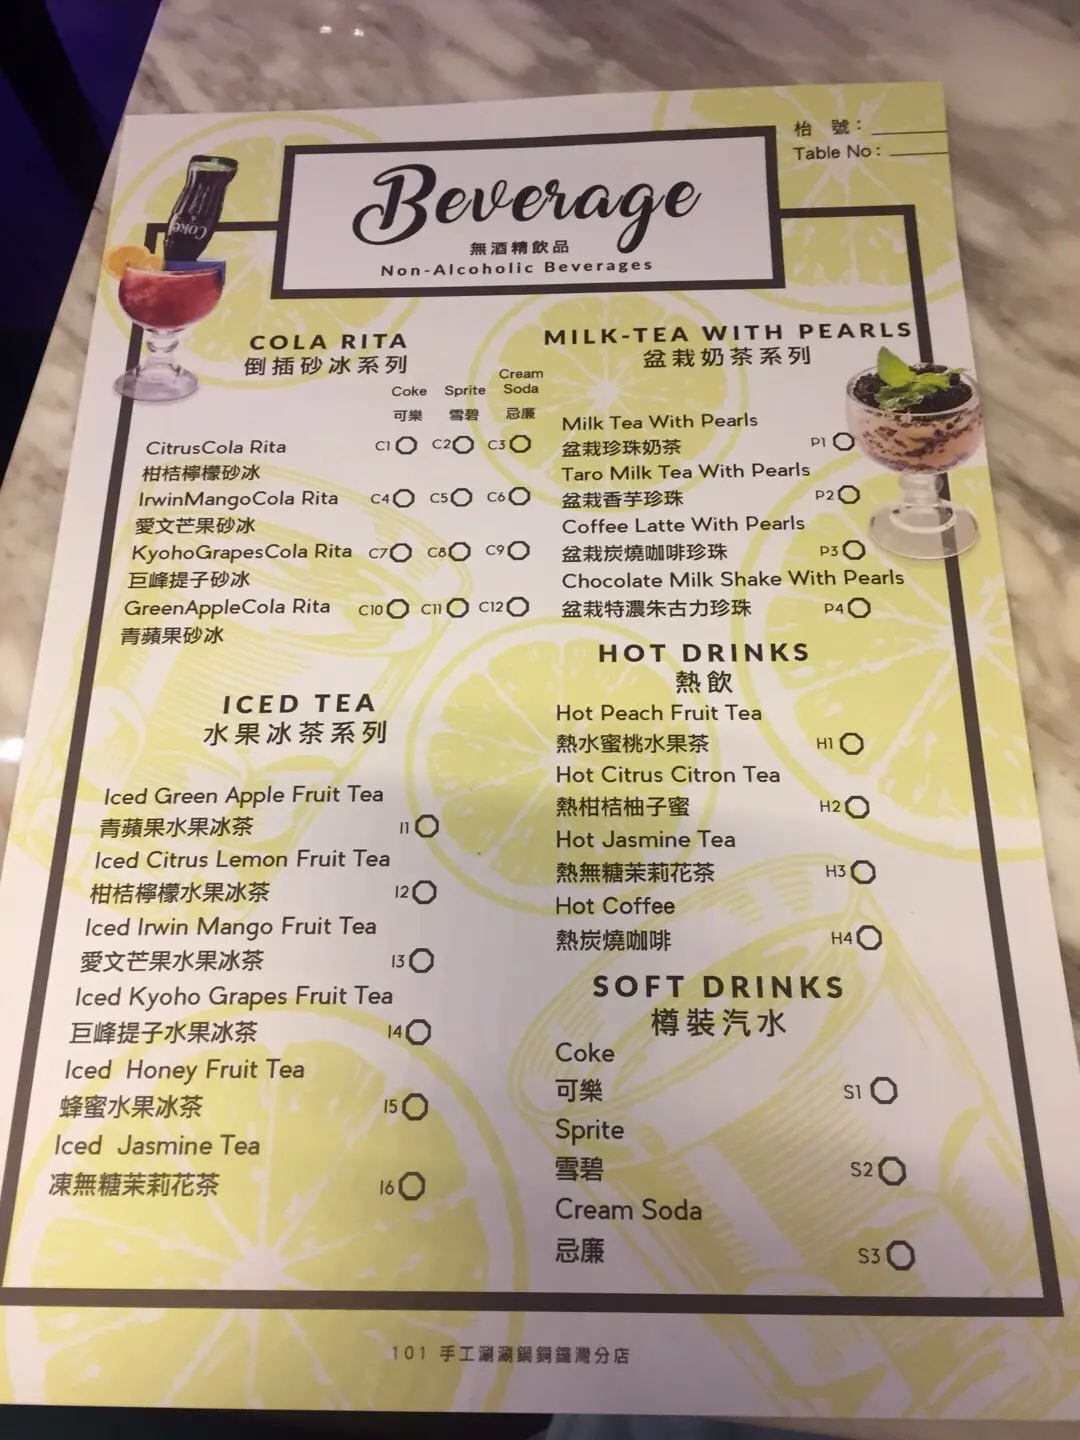 枱 號：
Table No：
Beverage
無酒精飲品
Non-Alcoholic Beverages
Coke
COLA RITA
倒插砂冰系列
Coke Sprite Cream Soda
可樂 雪碧 忌廉
CitrusCola Rita C1 C2 C3
柑桔檸檬砂冰
IrwinMangoCola Rita C4 C5 C6
愛文芒果砂冰
KyohoGrapesCola Rita C7 C8 C9
巨峰提子砂冰
GreenAppleCola Rita C10 C11 C12
青蘋果砂冰
ICED TEA
水果冰茶系列
Iced Green Apple Fruit Tea
青蘋果水果冰茶 I1
Iced Citrus Lemon Fruit Tea
柑桔檸檬水果冰茶 I2
Iced Irwin Mango Fruit Tea
愛文芒果水果冰茶 I3
Iced Kyoho Grapes Fruit Tea
巨峰提子水果冰茶 I4
Iced Honey Fruit Tea
蜂蜜水果冰茶 I5
Iced Jasmine Tea
凍無糖茉莉花茶 I6
MILK-TEA WITH PEARLS
盆栽奶茶系列
Milk Tea With Pearls
盆栽珍珠奶茶 P1
Taro Milk Tea With Pearls
盆栽香芋珍珠 P2
Coffee Latte With Pearls
盆栽炭燒咖啡珍珠 P3
Chocolate Milk Shake With Pearls
盆栽特濃朱古力珍珠 P4
HOT DRINKS
熱飲
Hot Peach Fruit Tea
熱水蜜桃水果茶 H1
Hot Citrus Citron Tea
熱柑桔柚子蜜 H2
Hot Jasmine Tea
熱無糖茉莉花茶 H3
Hot Coffee
熱炭燒咖啡 H4
SOFT DRINKS
樽裝汽水
Coke
可樂 S1
Sprite
雪碧 S2
Cream Soda
忌廉 S3
101 手工涮涮鍋銅鑼灣分店